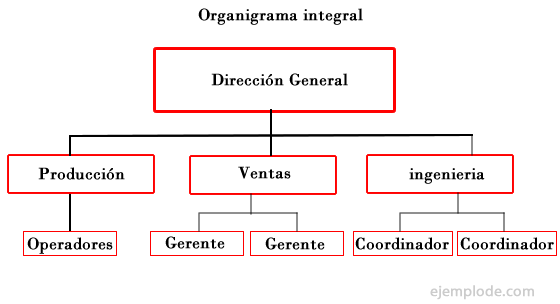 Organigrama integral
Dirección General
Producción Ventas ingenieria
Operadores Gerente Gerente Coordinador Coordinador
ejemplode.com